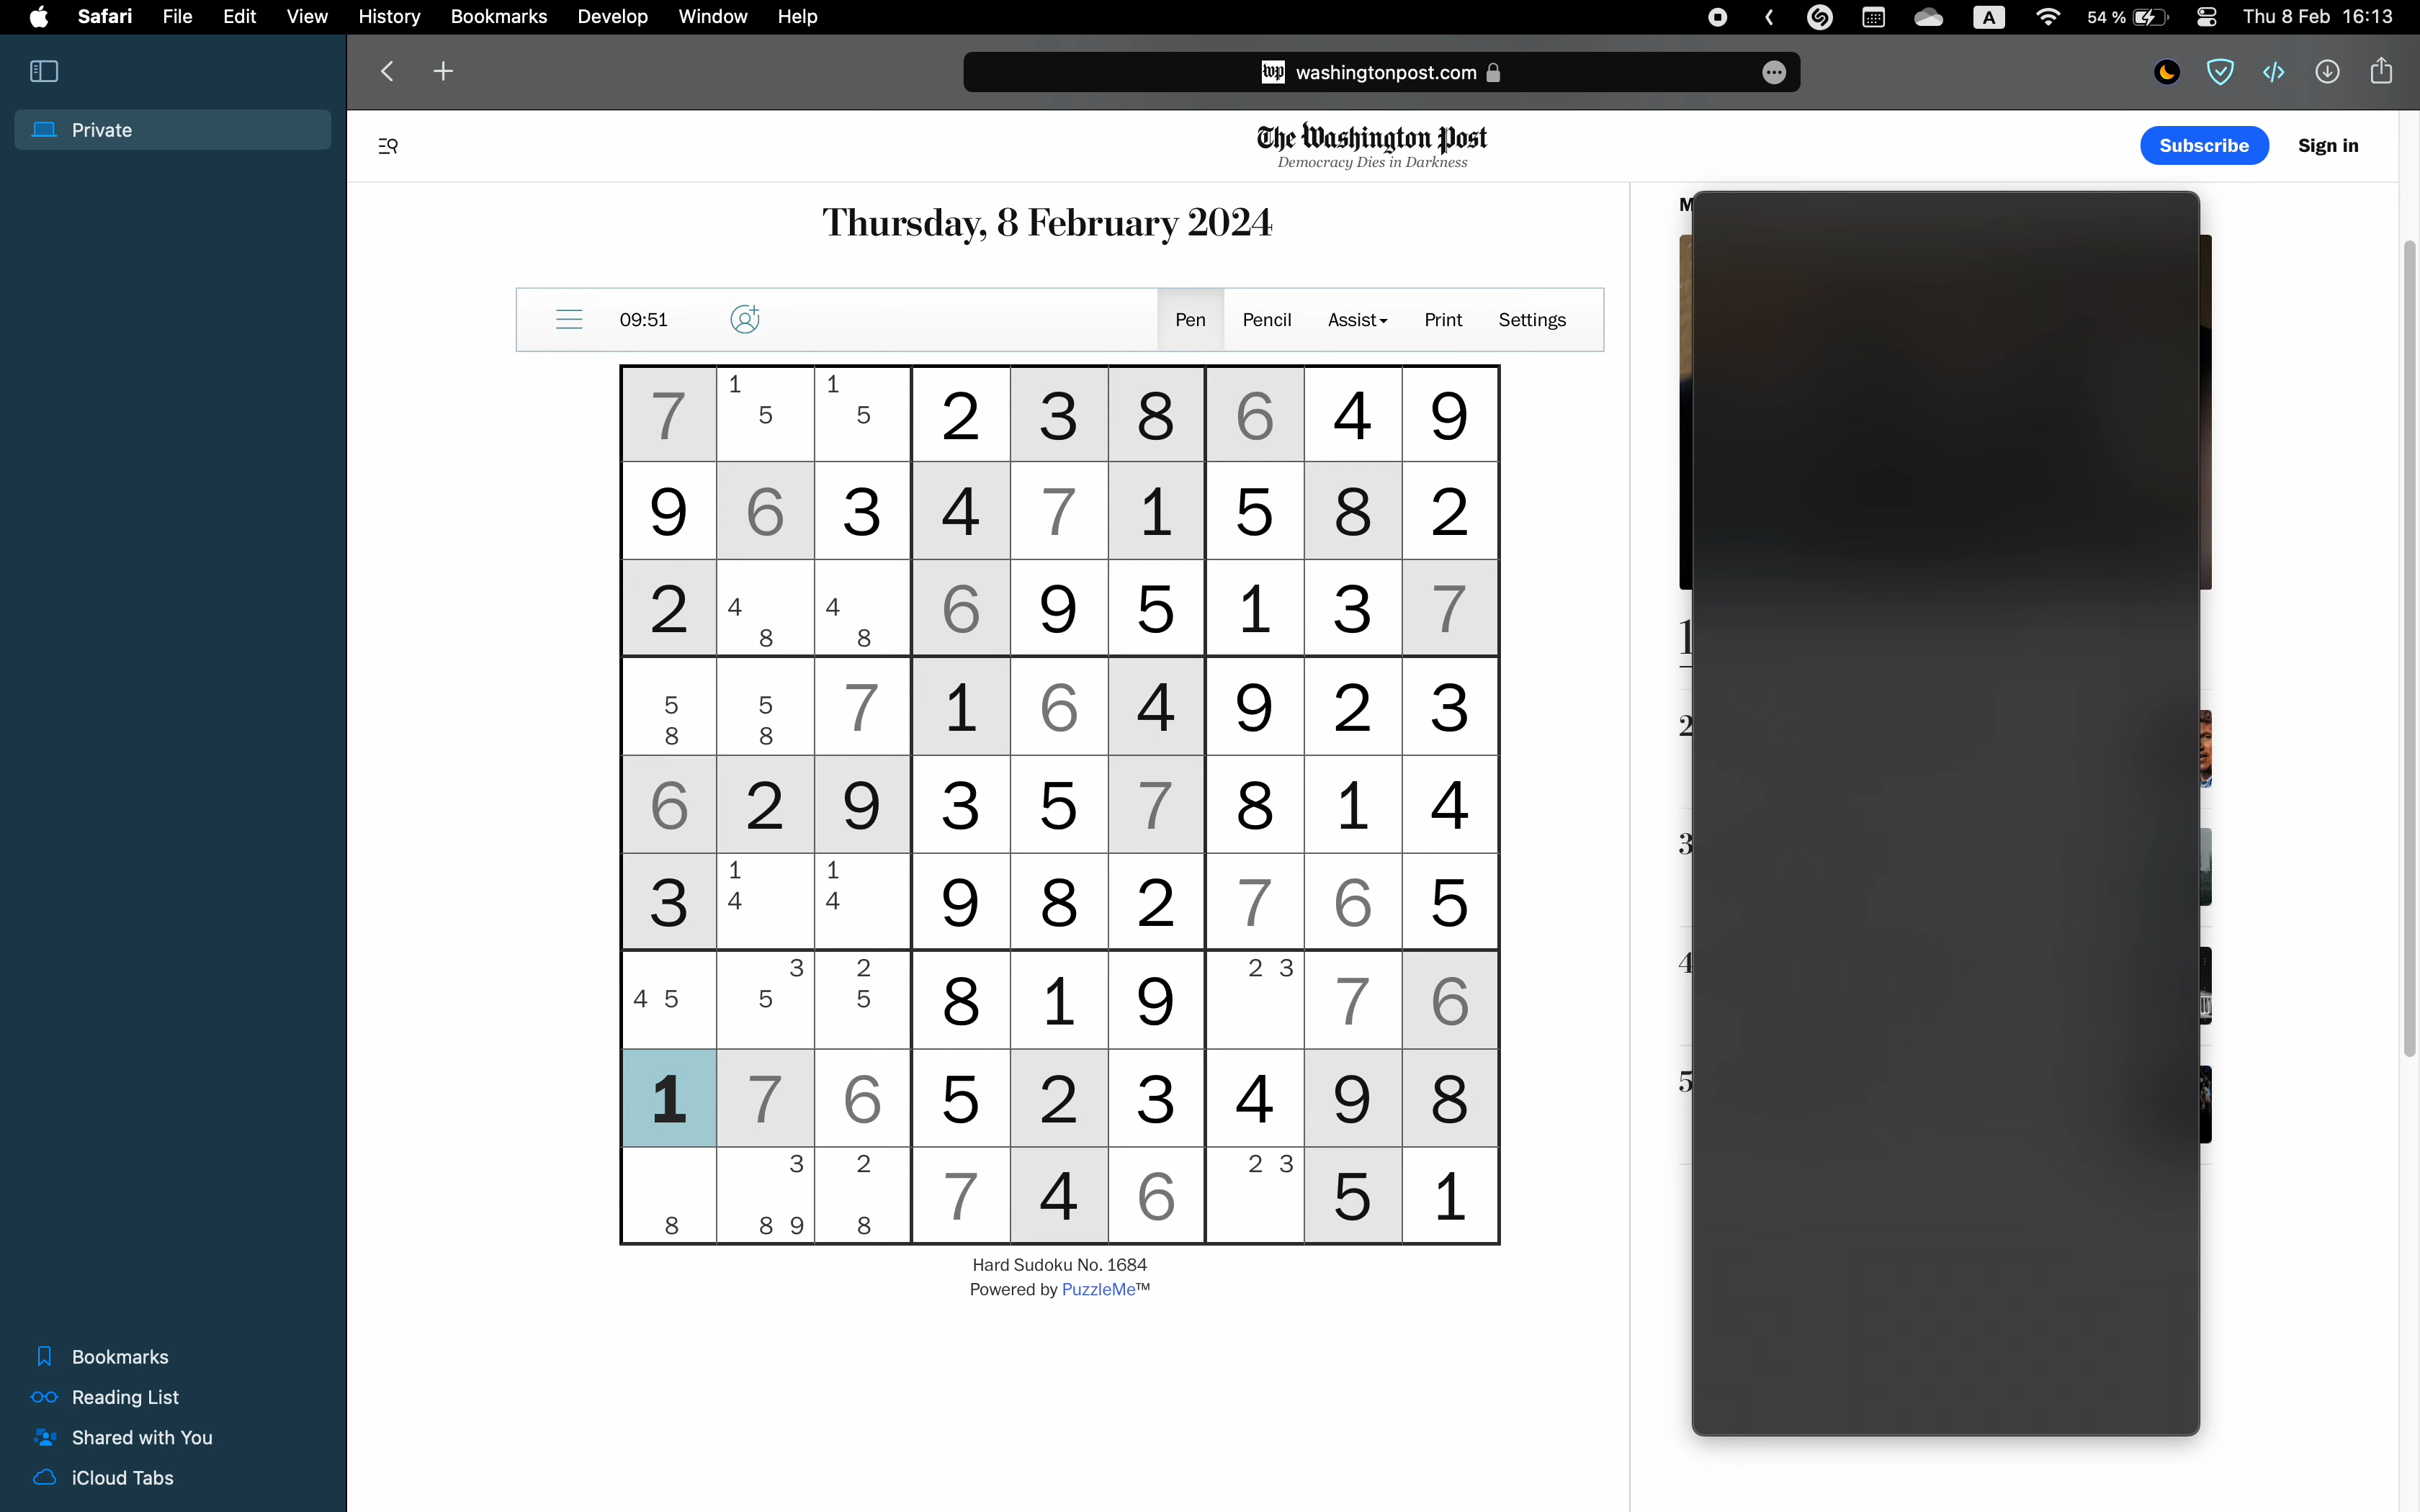 Safari File Edit View History Bookmarks Develop Window Help A 54 % Thu 8 Feb 16:13
wp washingtonpost.com
Private
The Washington Post
Democracy Dies in Darkness
Subscribe Sign in
Thursday, 8 February 2024
M
09:51 Pen Pencil Assist Print Settings
7 1 5 1 5 2 3 8 6 4 9
9 6 3 4 7 1 5 8 2
2 4 8 4 8 6 9 5 1 3 7
5 8 5 8 7 1 6 4 9 2 3
6 2 9 3 5 7 8 1 4
3 1 4 1 4 9 8 2 7 6 5
4 5 3 5 2 5 8 1 9 2 3 7 6
1 7 6 5 2 3 4 9 8
8 3 8 9 2 8 7 4 6 2 3 5 1
Hard Sudoku No. 1684
Powered by PuzzleMe™
1
2
3
4
5
Bookmarks
Reading List
Shared with You
iCloud Tabs